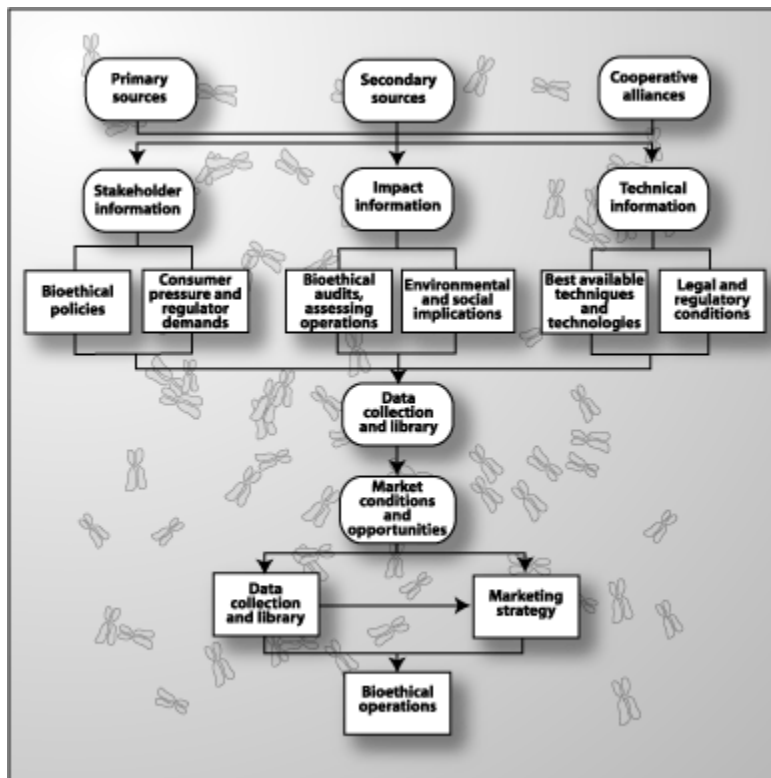 Primary
sources
Secondary
sources
Cooperative
alliances
Stakeholder
information
Impact
information
Technical
information
Bioethical
policies
Consumer
pressure and
regulator
demands
Bioethical
audits,
assessing
operations
Environmental
and social
implications
Best available
techniques
and
technologies
Legal and
regulatory
conditions
Data
collection
and library
Market
conditions
and
opportunities
Data
collection
and library
Marketing
strategy
Bioethical
operations